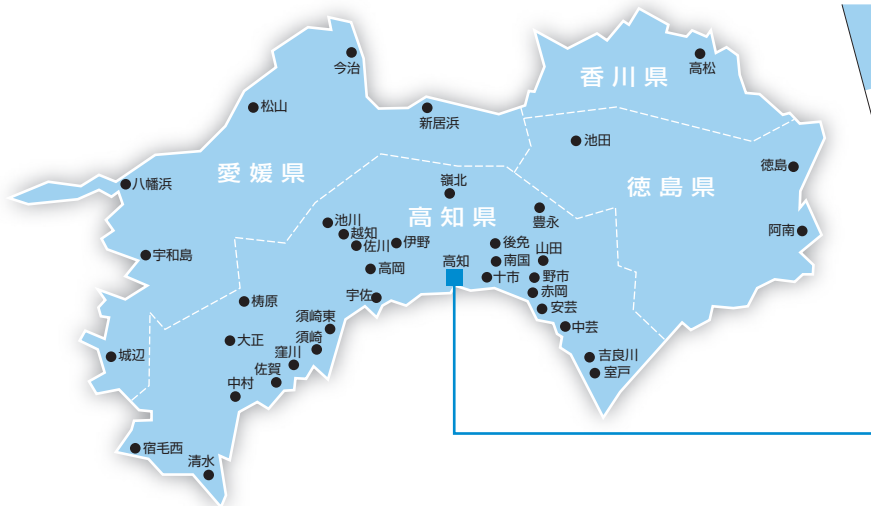 今治
香川県
高松
松山
新居浜
池田
愛媛県
徳島
八幡浜
嶺北
徳島県
高知県
豊永
池川
越知
佐川
伊野
後免
山田
阿南
宇和島
高岡
高知
南国
十市
野市
赤岡
梼原
宇佐
安芸
須崎東
中芸
大正
須崎
城辺
窪川
吉良川
佐賀
室戸
中村
宿毛西
清水